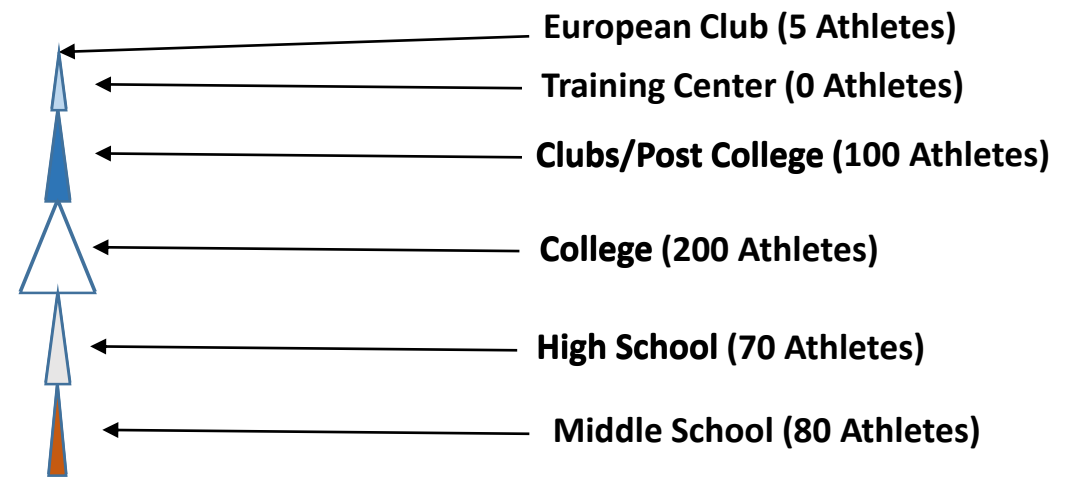 European Club (5 Athletes)
Training Center (0 Athletes)
Clubs/Post College (100 Athletes)
College (200 Athletes)
High School (70 Athletes)
Middle School (80 Athletes)